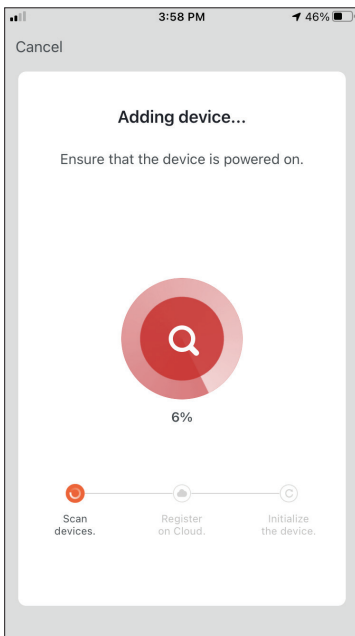 3:58 PM
46%
Cancel
Adding device...
Ensure that the device is powered on.
6%
Scan
devices.
Register
on Cloud.
Initialize
the device.